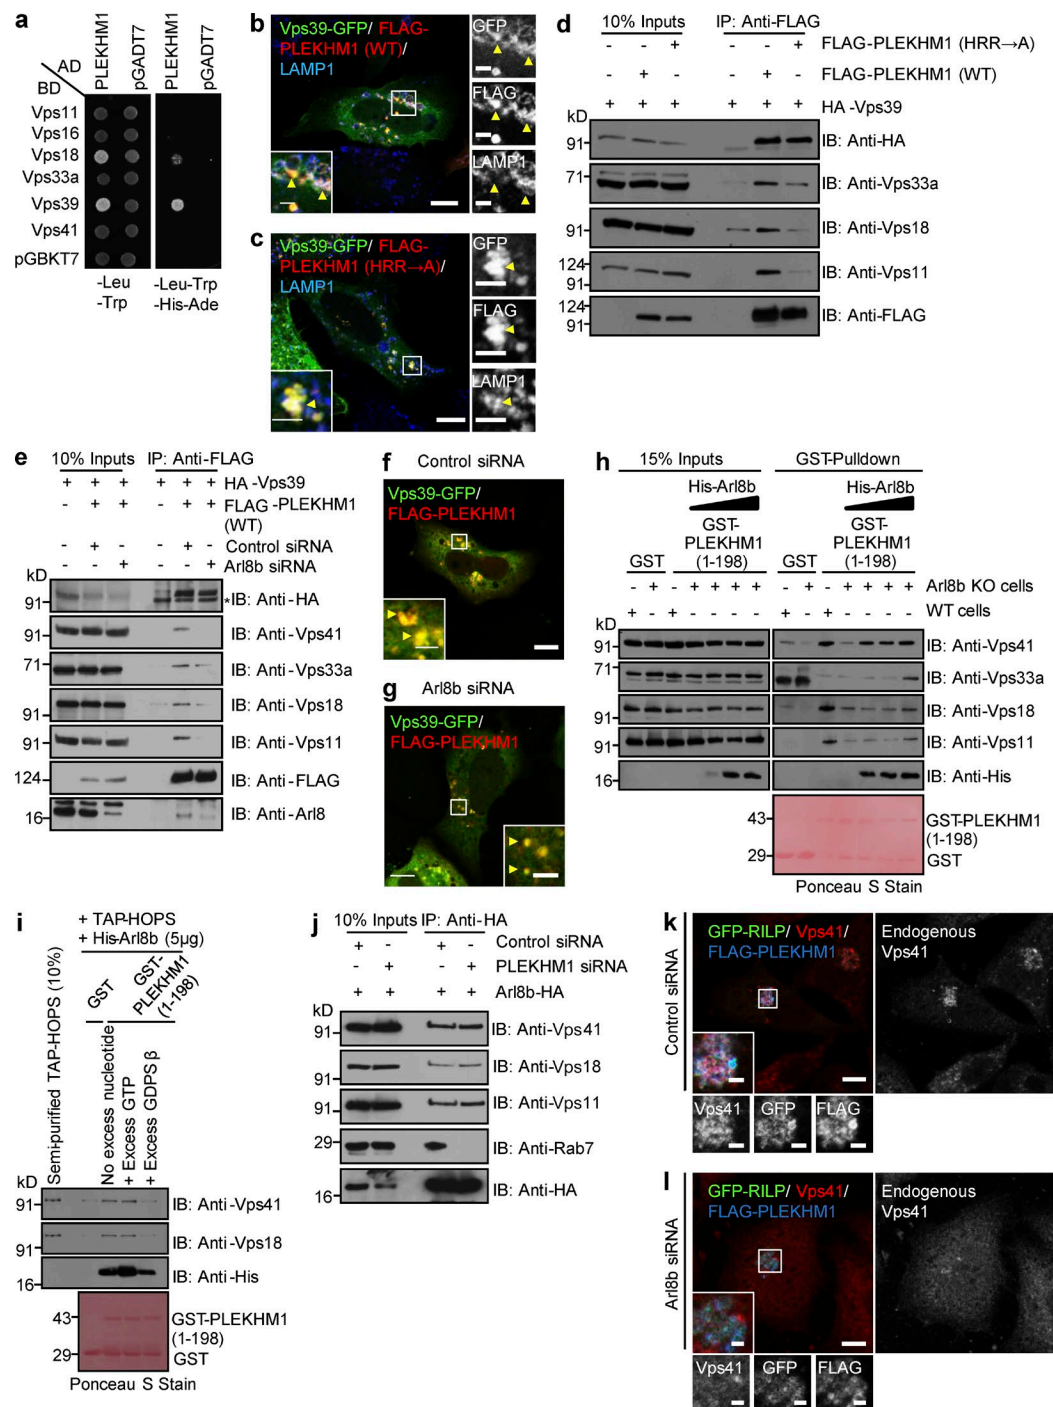 a
AD
BD
PLEKHM1
pGADT7
PLEKHM1
pGADT7
Vps11
Vps16
Vps18
Vps33a
Vps39
Vps41
pGBKT7
-Leu
-Trp
-Leu-Trp
-His-Ade
b
Vps39-GFP/ FLAG-
PLEKHM1 (WT)/
LAMP1
GFP
FLAG
LAMP1
c
Vps39-GFP/ FLAG-
PLEKHM1 (HRR→A)/
LAMP1
GFP
FLAG
LAMP1
d
10% Inputs
IP: Anti-FLAG
- - + - - + FLAG-PLEKHM1 (HRR→A)
- + - - + - FLAG-PLEKHM1 (WT)
+ + + + + + HA-Vps39
kD
91 IB: Anti-HA
71 IB: Anti-Vps33a
91 IB: Anti-Vps18
124
91 IB: Anti-Vps11
124
91 IB: Anti-FLAG
e
10% Inputs
IP: Anti-FLAG
+ + + + + + HA-Vps39
- + + - + + FLAG-PLEKHM1
(WT)
- + - - + - Control siRNA
- - + - - + Arl8b siRNA
kD
91 *IB: Anti-HA
91 IB: Anti-Vps41
71 IB: Anti-Vps33a
91 IB: Anti-Vps18
91 IB: Anti-Vps11
124 IB: Anti-FLAG
16 IB: Anti-Arl8
f
Control siRNA
Vps39-GFP/
FLAG-PLEKHM1
g
Arl8b siRNA
Vps39-GFP/
FLAG-PLEKHM1
h
15% Inputs
GST-Pulldown
His-Arl8b
His-Arl8b
GST-
PLEKHM1
(1-198)
GST-
PLEKHM1
(1-198)
GST
GST
- + - + + + + - + - + + + + Arl8b KO cells
+ - + - - - - + - + - - - - WT cells
kD
91 IB: Anti-Vps41
71 IB: Anti-Vps33a
91 IB: Anti-Vps18
91 IB: Anti-Vps11
16 IB: Anti-His
43 GST-PLEKHM1
(1-198)
29 GST
Ponceau S Stain
i
+ TAP-HOPS
+ His-Arl8b (5µg)
Semi-purified TAP-HOPS (10%)
GST
GST-
PLEKHM1
(1-198)
No excess nucleotide
+ Excess GTP
+ Excess GDPS β
kD
91 IB: Anti-Vps41
91 IB: Anti-Vps18
16 IB: Anti-His
43 GST-PLEKHM1
(1-198)
29 GST
Ponceau S Stain
j
10% Inputs IP: Anti-HA
+ - + - Control siRNA
- + - + PLEKHM1 siRNA
+ + + + Arl8b-HA
kD
91 IB: Anti-Vps41
91 IB: Anti-Vps18
91 IB: Anti-Vps11
29 IB: Anti-Rab7
16 IB: Anti-HA
k
Control siRNA
GFP-RILP/ Vps41/
FLAG-PLEKHM1
Endogenous
Vps41
Vps41
GFP
FLAG
l
Arl8b siRNA
GFP-RILP/ Vps41/
FLAG-PLEKHM1
Endogenous
Vps41
Vps41
GFP
FLAG